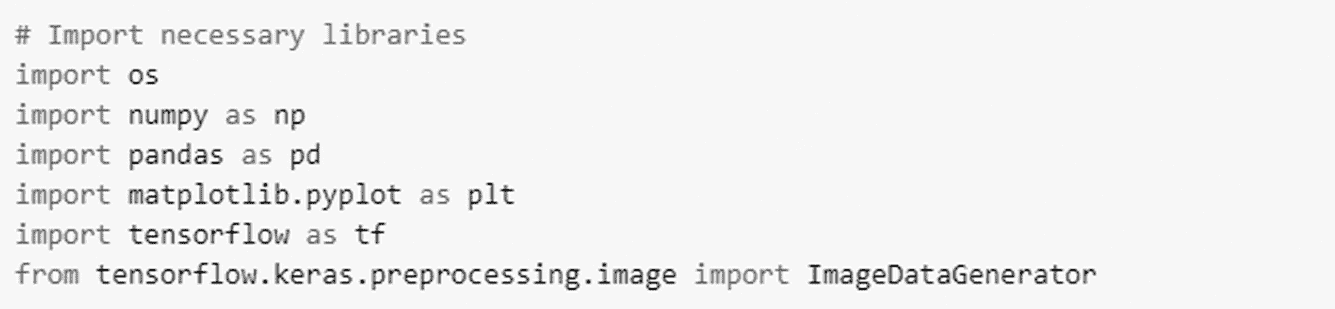 # Import necessary libraries
import os
import numpy as np
import pandas as pd
import matplotlib.pyplot as plt
import tensorflow as tf
from tensorflow.keras.preprocessing.image import ImageDataGenerator